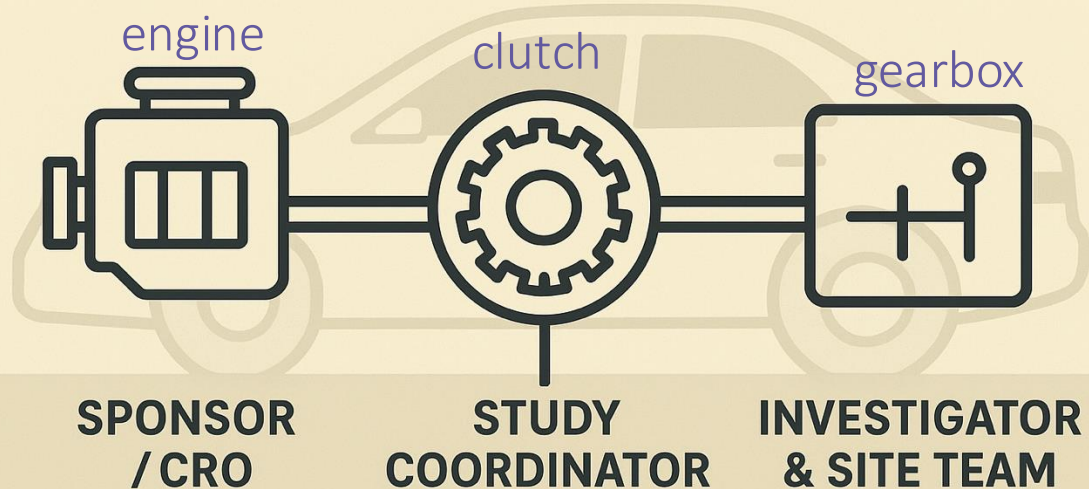 engine
clutch
gearbox
SPONSOR
/ CRO
STUDY
COORDINATOR
INVESTIGATOR
& SITE TEAM